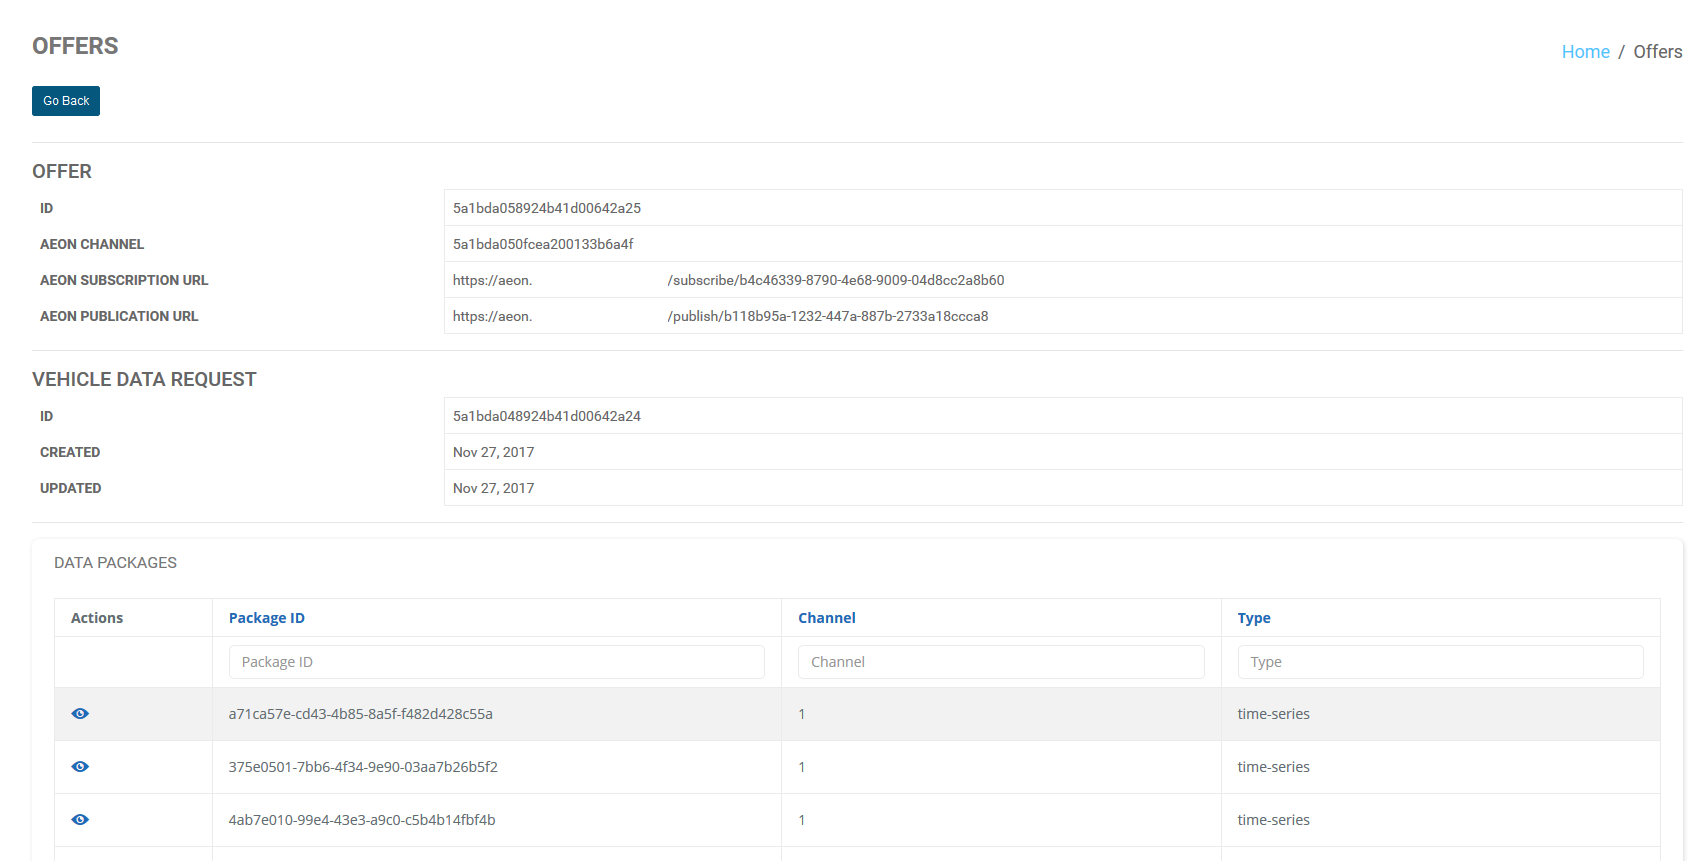 OFFERS
Home / Offers
Go Back
OFFER
ID 5a1bda058924b41d00642a25
AEON CHANNEL 5a1bda050fcea200133b6a4f
AEON SUBSCRIPTION URL https://aeon. /subscribe/b4c46339-8790-4e68-9009-04d8cc2a8b60
AEON PUBLICATION URL https://aeon. /publish/b118b95a-1232-447a-887b-2733a18ccca8
VEHICLE DATA REQUEST
ID 5a1bda048924b41d00642a24
CREATED Nov 27, 2017
UPDATED Nov 27, 2017
DATA PACKAGES
Actions Package ID Channel Type
Package ID Channel Type
a71ca57e-cd43-4b85-8a5f-f482d428c55a 1 time-series
375e0501-7bb6-4f34-9e90-03aa7b26b5f2 1 time-series
4ab7e010-99e4-43e3-a9c0-c5b4b14fbf4b 1 time-series